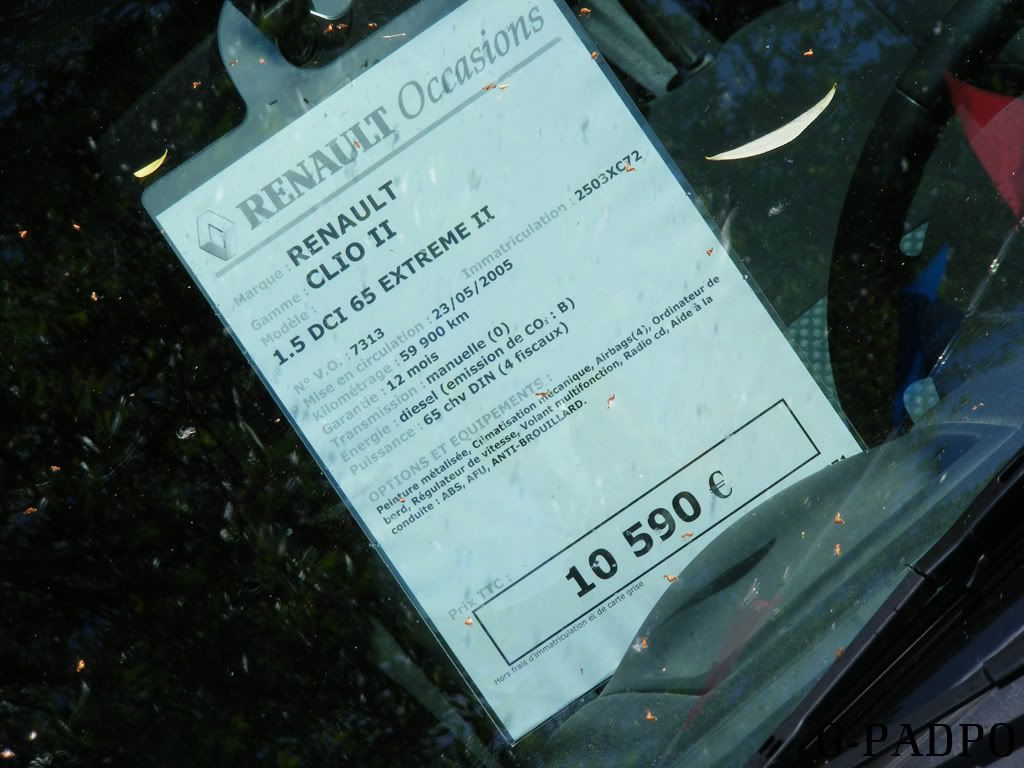 RENAULT Occasions
Marque : RENAULT
Gamme : CLIO II
Modèle :
1.5 DCI 65 EXTREME II
N° V.O. : 7313 Immatriculation : 2503XC72
Mise en circulation : 23/05/2005
Kilométrage : 59 900 km
Garantie : 12 mois
Transmission : manuelle (0)
Energie : diesel (emission de CO₂ : B)
Puissance : 65 chv DIN (4 fiscaux)
OPTIONS ET EQUIPEMENTS :
Peinture métalisée, Climatisation mécanique, Airbags(4), Ordinateur de
bord, Régulateur de vitesse, Volant multifonction, Radio cd, Aide à la
conduite : ABS, AFU, ANTI-BROUILLARD.
Prix TTC :
10 590 €
Hors frais d'immatriculation et de carte grise
G-PADPO